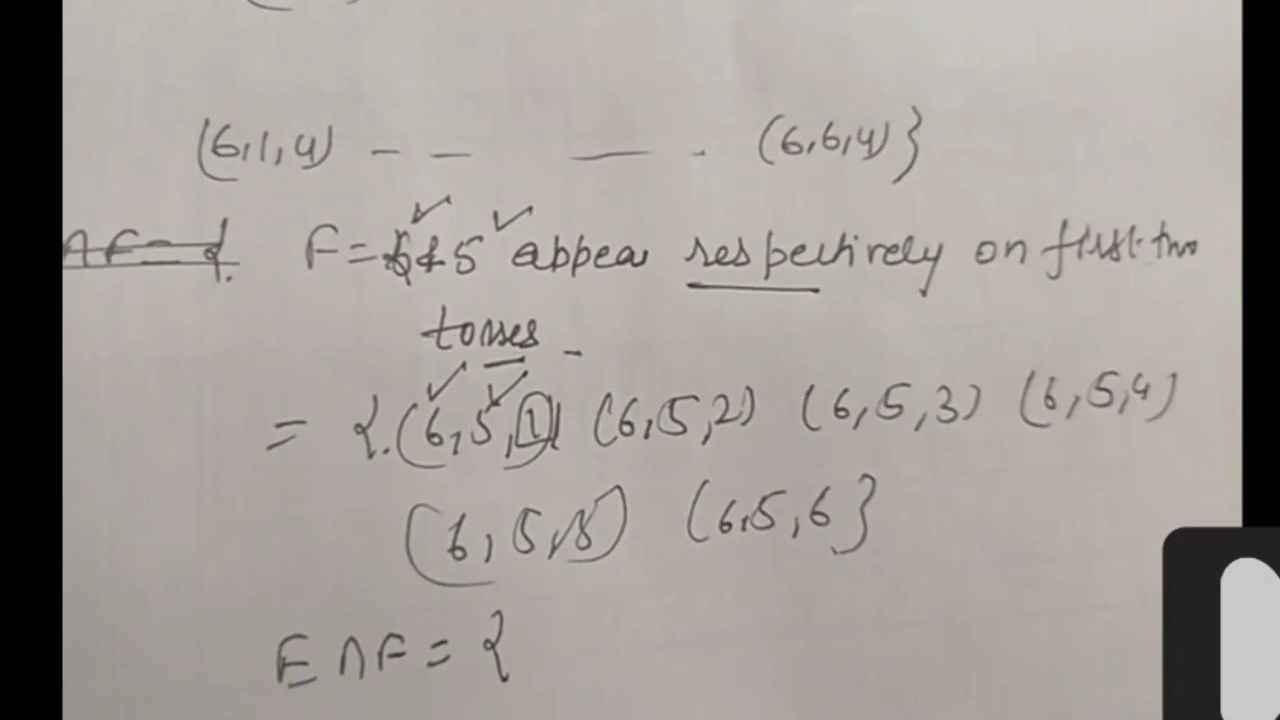 (6,1,4) - - — - (6,6,4)}
F = 6 & 5 appear respectively on first two
tosses -
= {(6,5,1) (6,5,2) (6,5,3) (6,5,4)
(6,5,5) (6,5,6}
E ∩ F = {